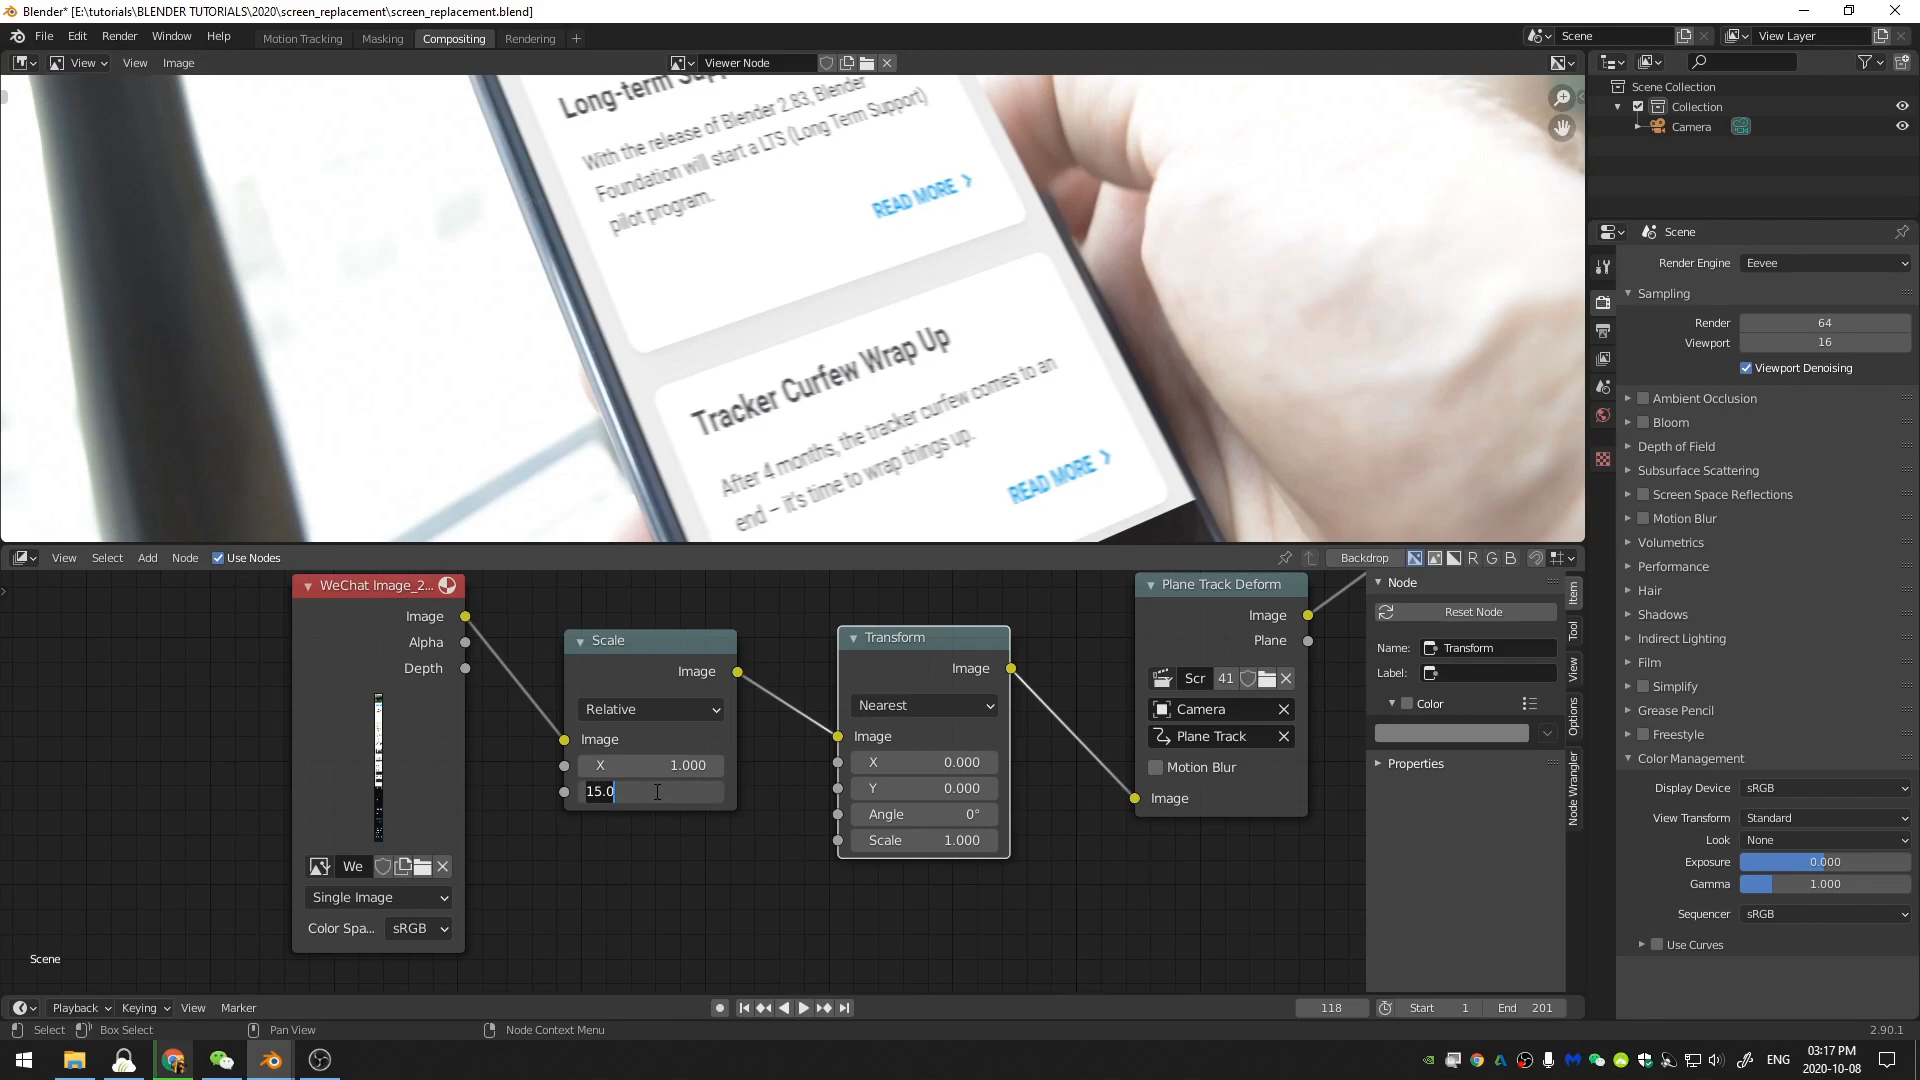 Blender* [E:\tutorials\BLENDER TUTORIALS\2020\screen_replacement\screen_replacement.blend]
File Edit Render Window Help Motion Tracking Masking Compositing Rendering Scene View Layer
View View Image Viewer Node
Long-term
With the release of Blender 2.83, Blender
Foundation will start a LTS (Long Term Support)
pilot program.
READ MORE
Tracker Curfew Wrap Up
After 4 months, the tracker curfew comes to an
end – it's time to wrap things up.
READ MORE
Scene Collection
Collection
Camera
Scene
Render Engine Eevee
Sampling
Render 64
Viewport 16
Viewport Denoising
Ambient Occlusion
Bloom
Depth of Field
Subsurface Scattering
Screen Space Reflections
Motion Blur
Volumetrics
Performance
Hair
Shadows
Indirect Lighting
Film
Simplify
Grease Pencil
Freestyle
Color Management
Display Device sRGB
View Transform Standard
Look None
Exposure 0.000
Gamma 1.000
Sequencer sRGB
Use Curves
View Select Add Node Use Nodes Backdrop R G B
WeChat Image_2...
Image
Alpha
Depth
We
Single Image
Color Spa... sRGB
Scale
Image
Relative
Image
X 1.000
15.0
Transform
Image
Nearest
Image
X 0.000
Y 0.000
Angle 0°
Scale 1.000
Plane Track Deform
Image
Plane
Scr 41
Camera
Plane Track
Motion Blur
Image
Node
Reset Node
Name: Transform
Label:
Color
Properties
Item
Tool
View
Options
Node Wrangler
Scene
Playback Keying View Marker 118 Start 1 End 201
Select Box Select Pan View Node Context Menu 2.90.1
ENG
03:17 PM
2020-10-08